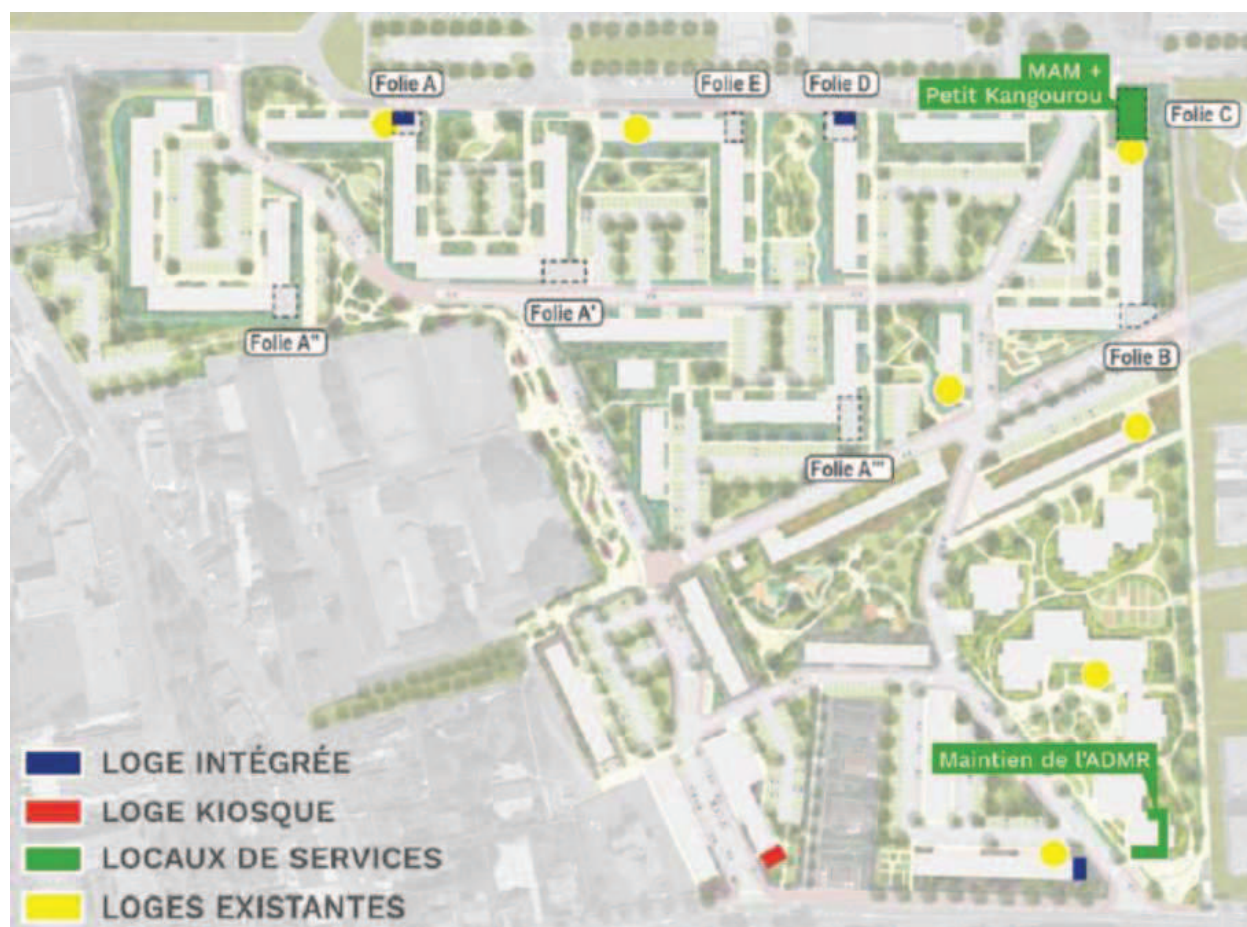 Folie A
Folie E
Folie D
MAM +
Petit Kangourou
Folie C
Folie A'
Folie A"
Folie B
Folie A'''
Maintien de l'ADMR
LOGE INTÉGRÉE
LOGE KIOSQUE
LOCAUX DE SERVICES
LOGES EXISTANTES